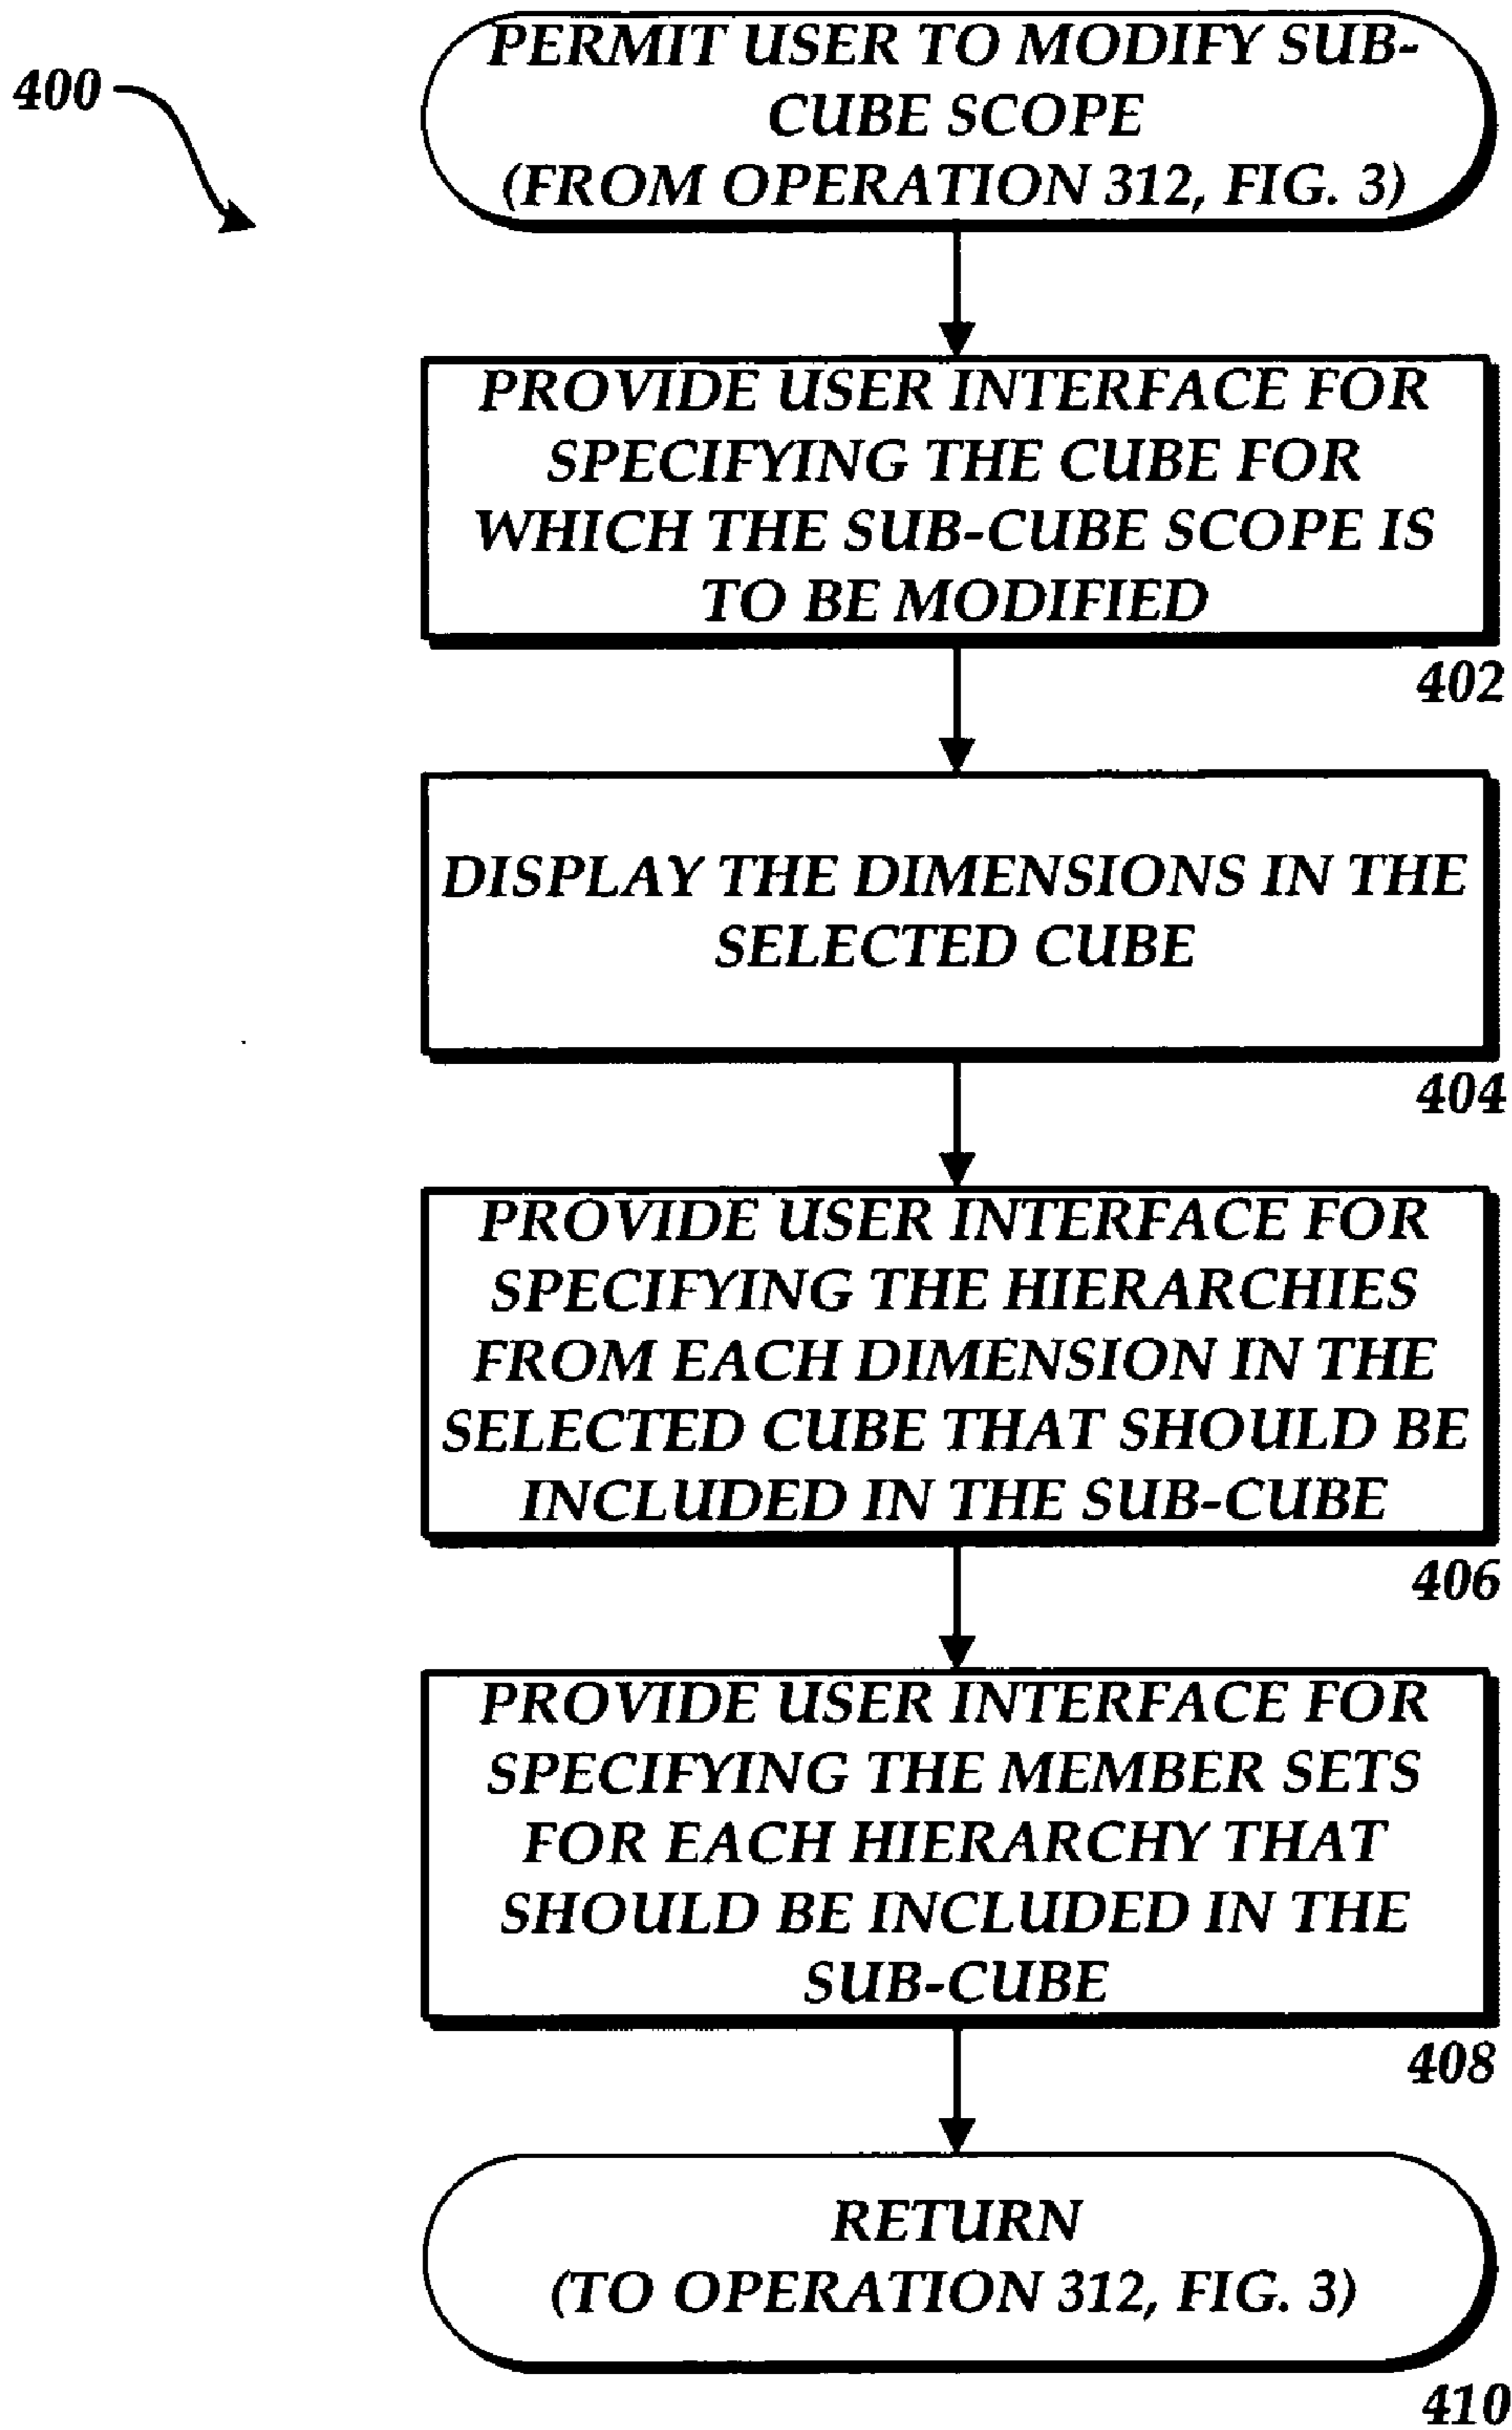 400
PERMIT USER TO MODIFY SUB-
CUBE SCOPE
(FROM OPERATION 312, FIG. 3)
PROVIDE USER INTERFACE FOR
SPECIFYING THE CUBE FOR
WHICH THE SUB-CUBE SCOPE IS
TO BE MODIFIED
402
DISPLAY THE DIMENSIONS IN THE
SELECTED CUBE
404
PROVIDE USER INTERFACE FOR
SPECIFYING THE HIERARCHIES
FROM EACH DIMENSION IN THE
SELECTED CUBE THAT SHOULD BE
INCLUDED IN THE SUB-CUBE
406
PROVIDE USER INTERFACE FOR
SPECIFYING THE MEMBER SETS
FOR EACH HIERARCHY THAT
SHOULD BE INCLUDED IN THE
SUB-CUBE
408
RETURN
(TO OPERATION 312, FIG. 3)
410